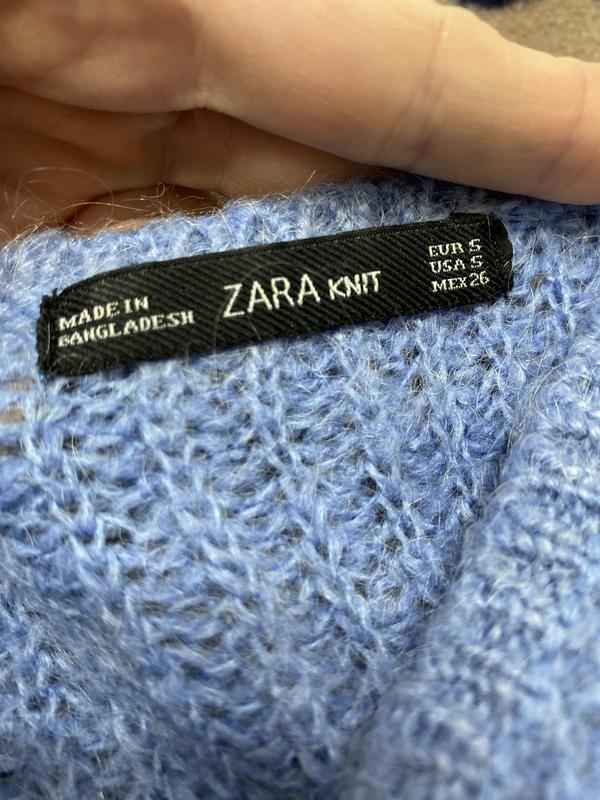 MADE IN
BANGLADESH
ZARA KNIT
EUR S
USA S
MEX 26